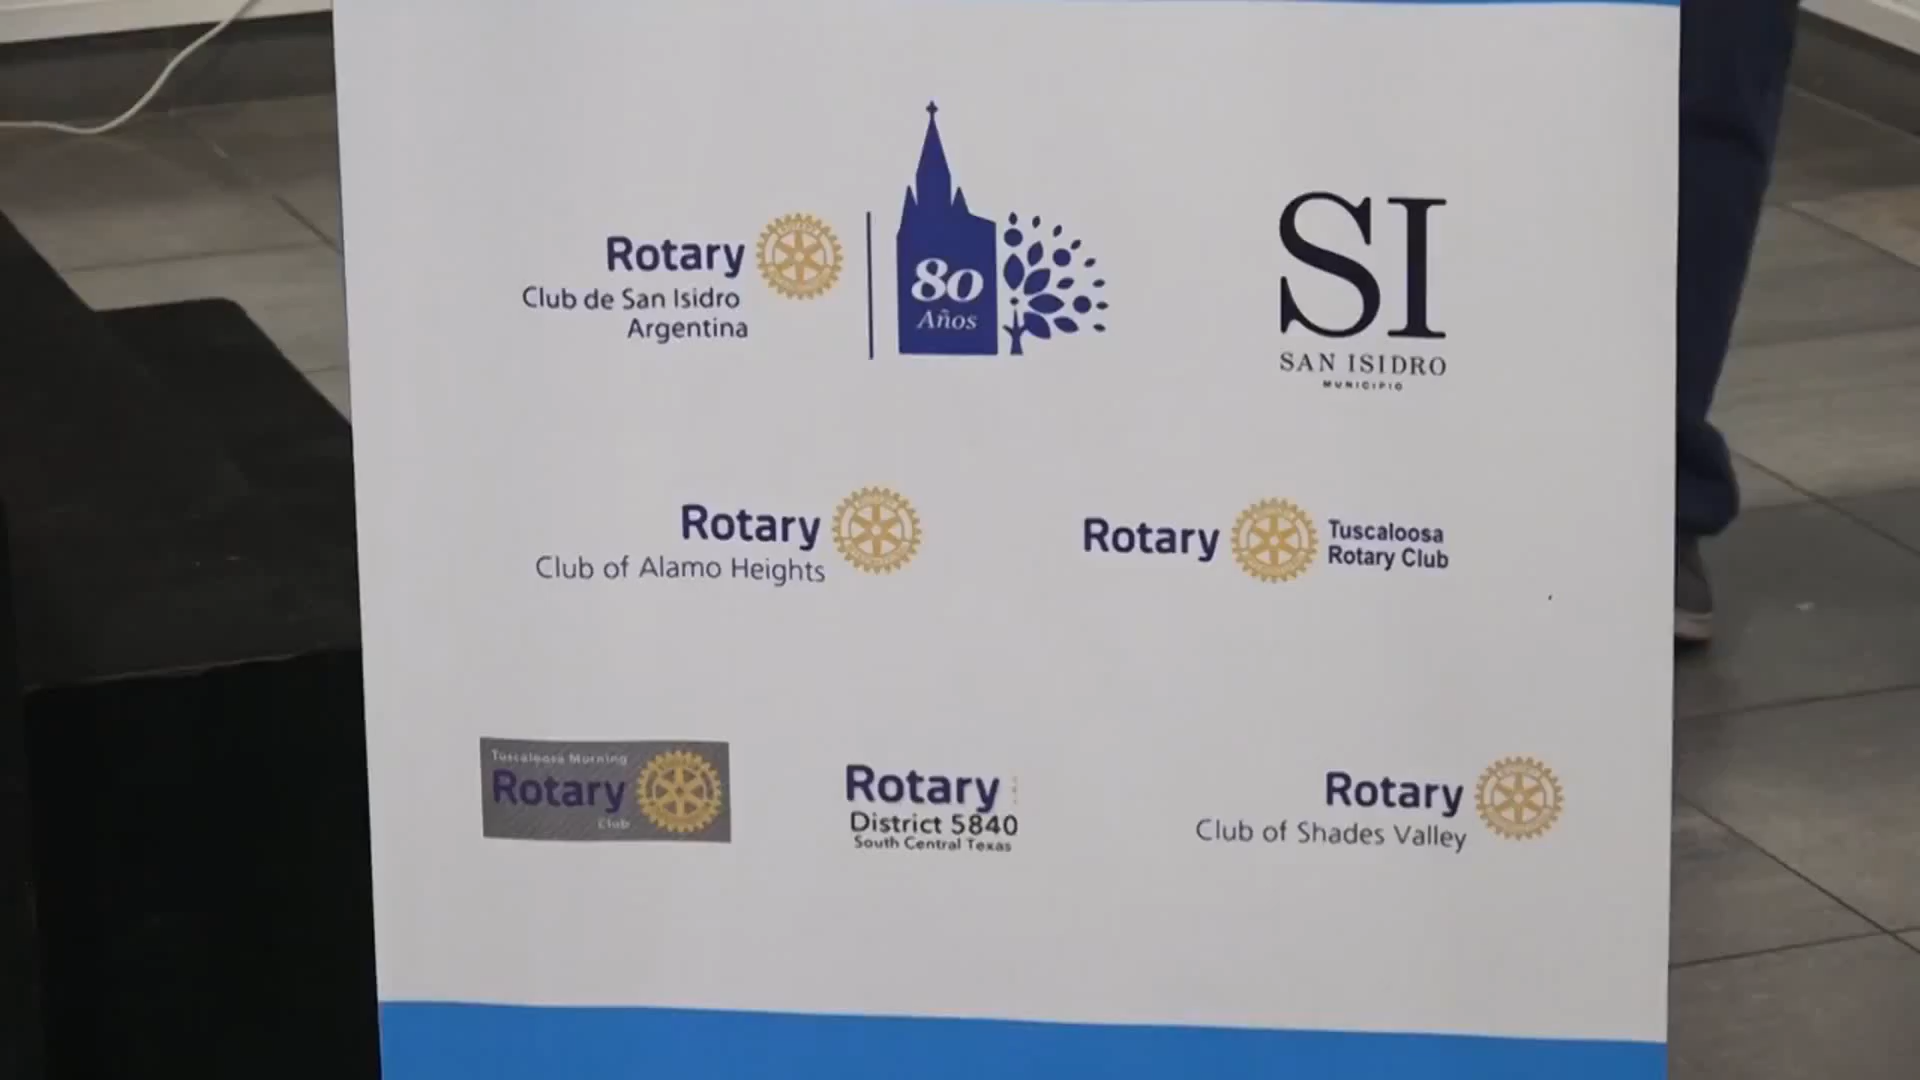 Rotary
Club de San Isidro
Argentina
80
Años
SI
SAN ISIDRO
MUNICIPIO
Rotary
Club of Alamo Heights
Rotary
Tuscaloosa
Rotary Club
Tuscaloosa Morning
Rotary
Club
Rotary
District 5840
South Central Texas
Rotary
Club of Shades Valley